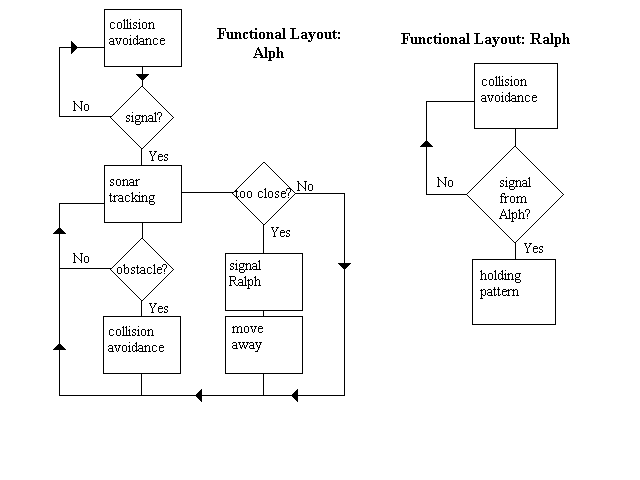 Functional Layout:
Alph
collision
avoidance
No
signal?
Yes
sonar
tracking
too close?
No
Yes
No
obstacle?
signal
Ralph
Yes
collision
avoidance
move
away
Functional Layout: Ralph
collision
avoidance
No
signal
from
Alph?
Yes
holding
pattern